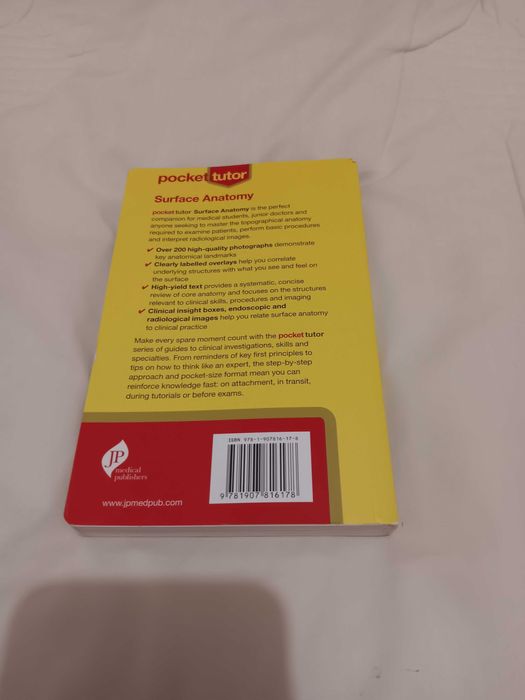 pocket tutor
Surface Anatomy
pocket tutor Surface Anatomy is the perfect
companion for medical students, junior doctors and
anyone seeking to master the topographical anatomy
required to examine patients, perform basic procedures
and interpret radiological images.
✔ Over 200 high-quality photographs demonstrate
key anatomical landmarks
✔ Clearly labelled overlays help you correlate
underlying structures with what you see and feel on
the surface
✔ High-yield text provides a systematic, concise
review of core anatomy and focuses on the structures
relevant to clinical skills, procedures and imaging
✔ Clinical insight boxes, endoscopic and
radiological images help you relate surface anatomy
to clinical practice
Make every spare moment count with the pocket tutor
series of guides to clinical investigations, skills and
specialties. From reminders of key first principles to
tips on how to think like an expert, the step-by-step
approach and pocket-size format mean you can
reinforce knowledge fast: on attachment, in transit,
during tutorials or before exams.
JP
medical
publishers
www.jpmedpub.com
ISBN 978-1-907816-17-8
9 781907 816178